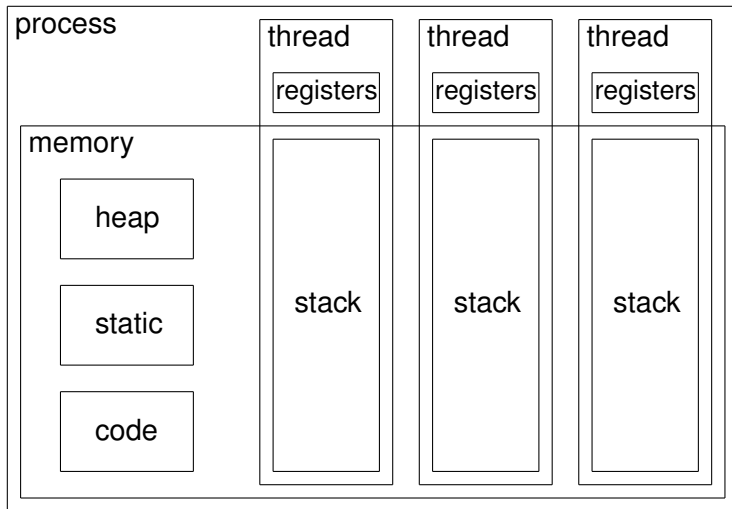 process
thread
thread
thread
registers
registers
registers
memory
heap
static
code
stack
stack
stack